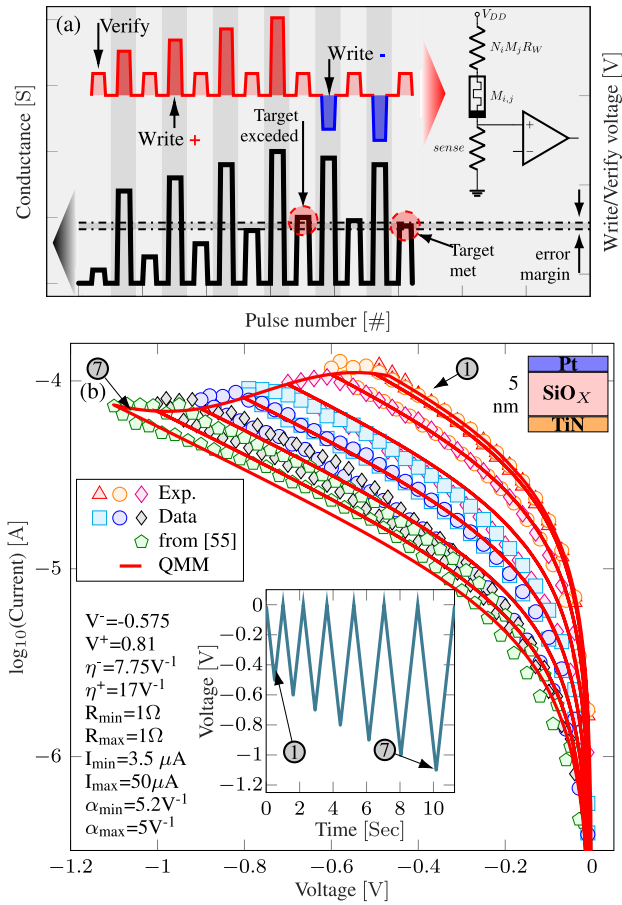 (a)
Verify
Write +
Write -
Target
exceded
Target
met
error
margin
V_DD
N_iM_jR_W
M_i,j
sense
+
−
Conductance [S]
Write/Verify voltage [V]
Pulse number [#]
(b)
7
1
5
nm
Pt
SiO_X
TiN
Exp.
Data
from [55]
QMM
V⁻=-0.575
V⁺=0.81
η⁻=7.75V⁻¹
η⁺=17V⁻¹
R_min=1Ω
R_max=1Ω
I_min=3.5 μA
I_max=50μA
α_min=5.2V⁻¹
α_max=5V⁻¹
0
−0.2
−0.4
−0.6
−0.8
−1
−1.2
Voltage [V]
1
7
0 2 4 6 8 10
Time [Sec]
−4
−5
−6
log₁₀(Current) [A]
−1.2 −1 −0.8 −0.6 −0.4 −0.2 0
Voltage [V]